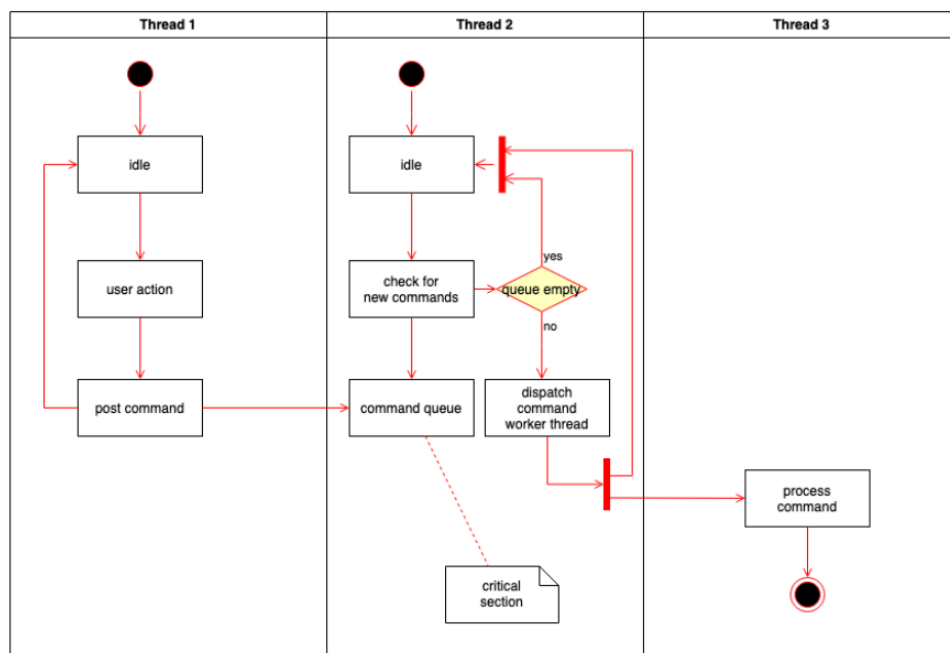 Thread 1
Thread 2
Thread 3
idle
idle
yes
user action
check for
new commands
queue empty
no
post command
command queue
dispatch
command
worker thread
process
command
critical
section